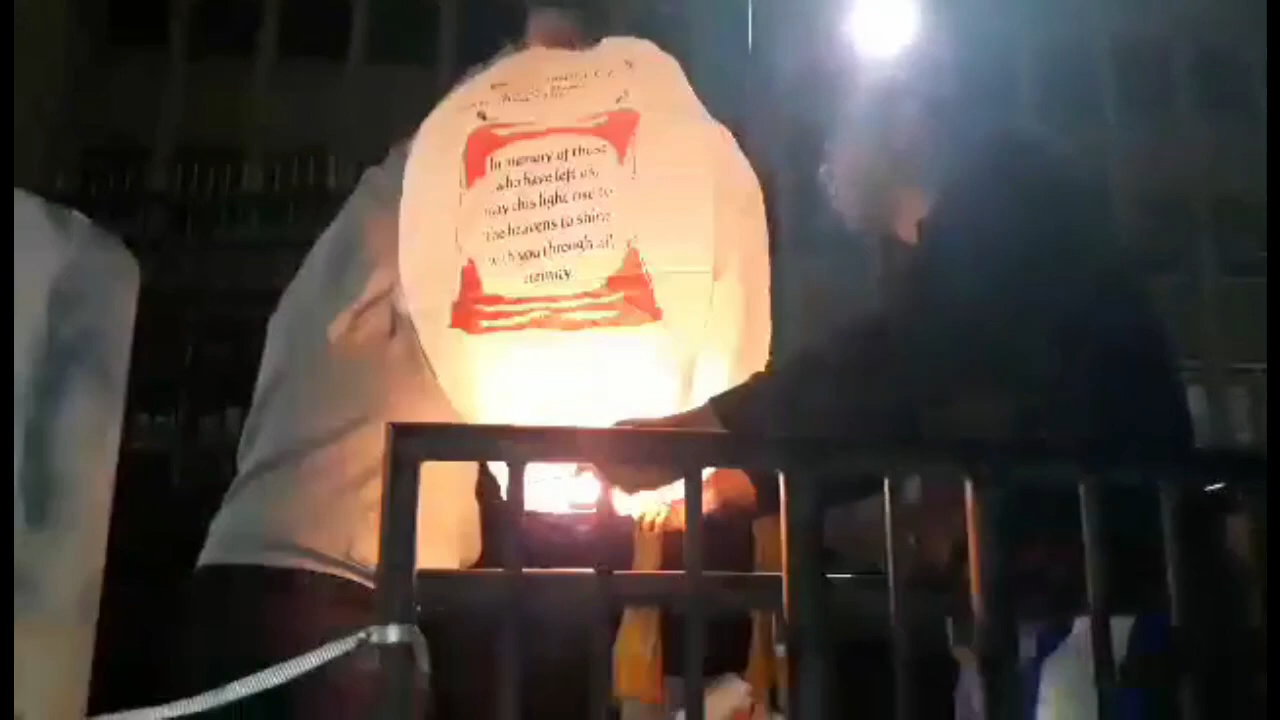 In memory of those
who have left us,
may this light rise to
the heavens to shine
with you through all
eternity.